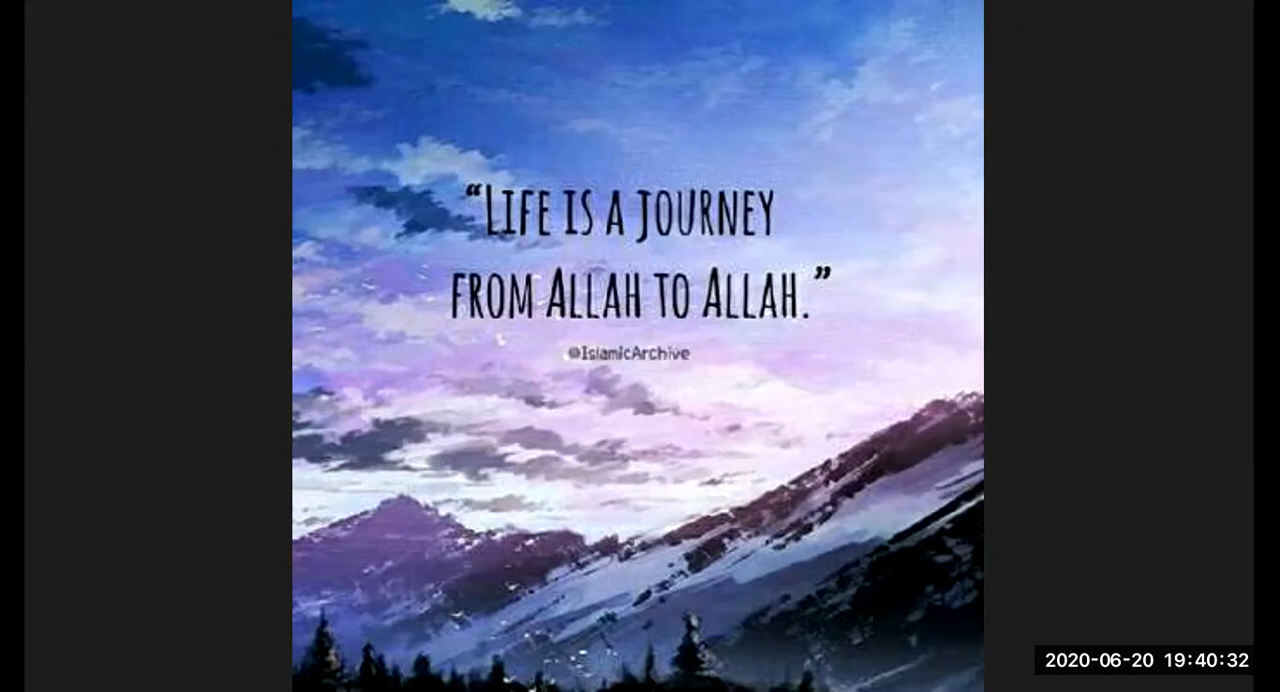 “Life is a journey
from Allah to Allah.”
@IslamicArchive
2020-06-20 19:40:32